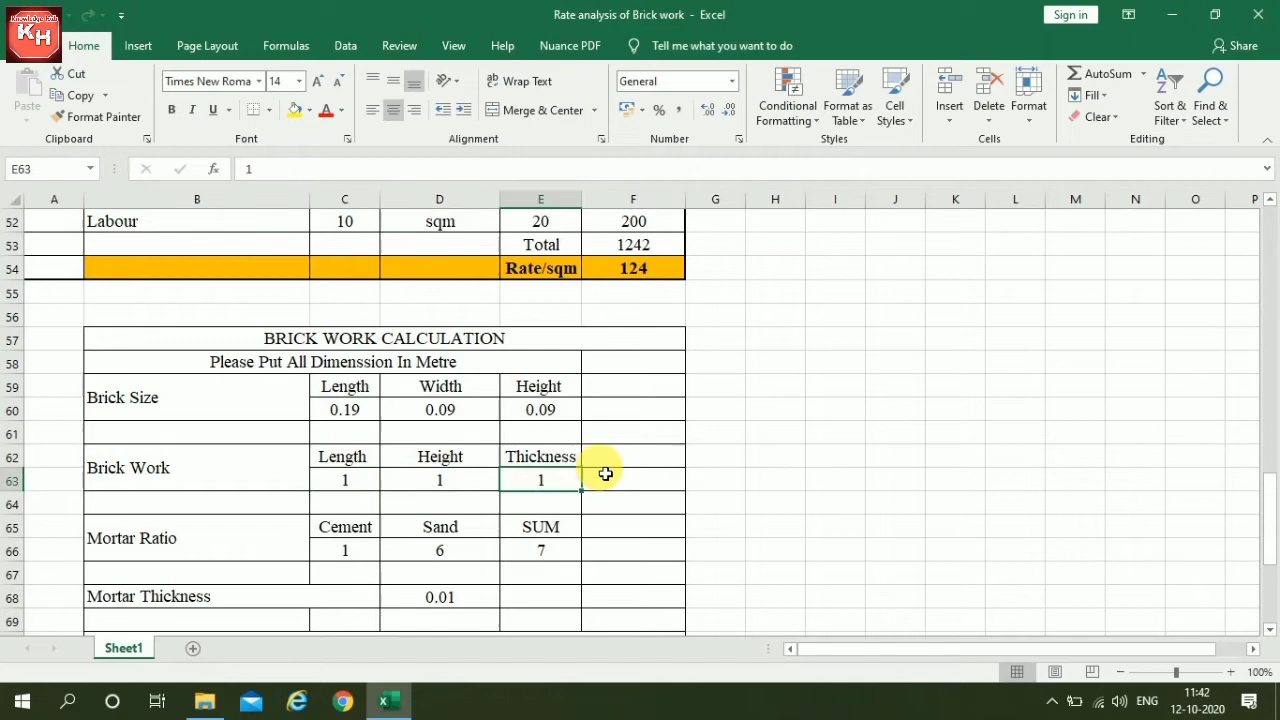 Knowledge hub
KH
Rate analysis of Brick work - Excel
Sign in
Home Insert Page Layout Formulas Data Review View Help Nuance PDF Tell me what you want to do Share
Paste
Cut
Copy
Format Painter
Clipboard
Times New Roma 14
B I U
Font
Wrap Text
Merge & Center
Alignment
General
Number
Conditional Formatting
Format as Table
Cell Styles
Styles
Insert
Delete
Format
Cells
AutoSum
Fill
Clear
Sort & Filter
Find & Select
Editing
E63 fx 1
A B C D E F G H I J K L M N O P
52 Labour 10 sqm 20 200
53 Total 1242
54 Rate/sqm 124
55
56
57 BRICK WORK CALCULATION
58 Please Put All Dimenssion In Metre
59 Length Width Height
Brick Size
60 0.19 0.09 0.09
61
62 Length Height Thickness
Brick Work
63 1 1 1
64
65 Cement Sand SUM
Mortar Ratio
66 1 6 7
67
68 Mortar Thickness 0.01
69
Sheet1
100%
ENG
11:42
12-10-2020